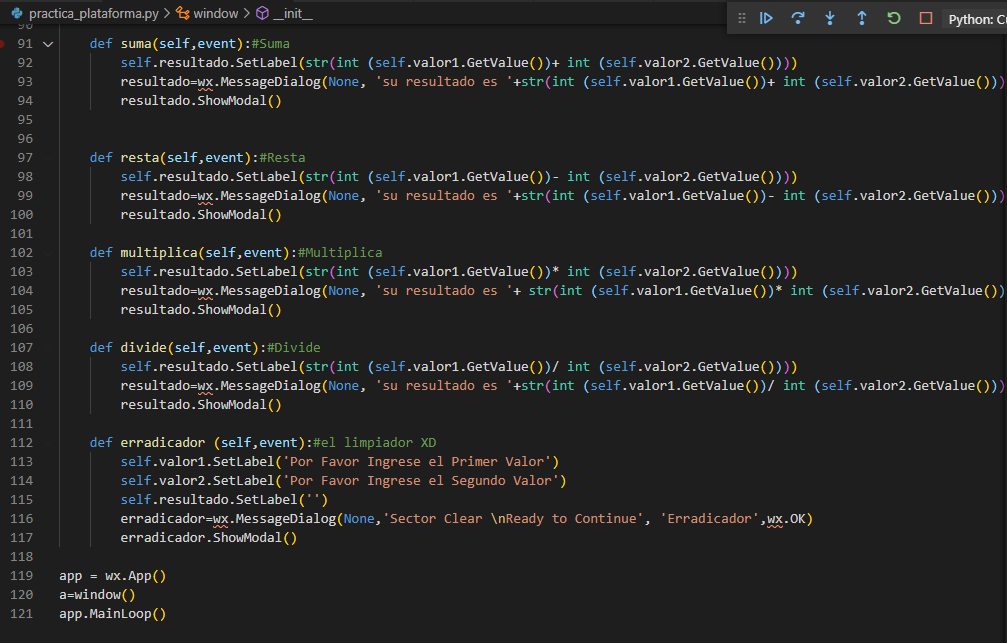 practica_plataforma.py > window > __init__
Python: C
90
91 def suma(self,event):#Suma
92 self.resultado.SetLabel(str(int (self.valor1.GetValue())+ int (self.valor2.GetValue())))
93 resultado=wx.MessageDialog(None, 'su resultado es '+str(int (self.valor1.GetValue())+ int (self.valor2.GetValue()))
94 resultado.ShowModal()
95
96
97 def resta(self,event):#Resta
98 self.resultado.SetLabel(str(int (self.valor1.GetValue())- int (self.valor2.GetValue())))
99 resultado=wx.MessageDialog(None, 'su resultado es '+str(int (self.valor1.GetValue())- int (self.valor2.GetValue()))
100 resultado.ShowModal()
101
102 def multiplica(self,event):#Multiplica
103 self.resultado.SetLabel(str(int (self.valor1.GetValue())* int (self.valor2.GetValue())))
104 resultado=wx.MessageDialog(None, 'su resultado es '+ str(int (self.valor1.GetValue())* int (self.valor2.GetValue())
105 resultado.ShowModal()
106
107 def divide(self,event):#Divide
108 self.resultado.SetLabel(str(int (self.valor1.GetValue())/ int (self.valor2.GetValue())))
109 resultado=wx.MessageDialog(None, 'su resultado es '+str(int (self.valor1.GetValue())/ int (self.valor2.GetValue()))
110 resultado.ShowModal()
111
112 def erradicador (self,event):#el limpiador XD
113 self.valor1.SetLabel('Por Favor Ingrese el Primer Valor')
114 self.valor2.SetLabel('Por Favor Ingrese el Segundo Valor')
115 self.resultado.SetLabel('')
116 erradicador=wx.MessageDialog(None,'Sector Clear \nReady to Continue', 'Erradicador',wx.OK)
117 erradicador.ShowModal()
118
119 app = wx.App()
120 a=window()
121 app.MainLoop()